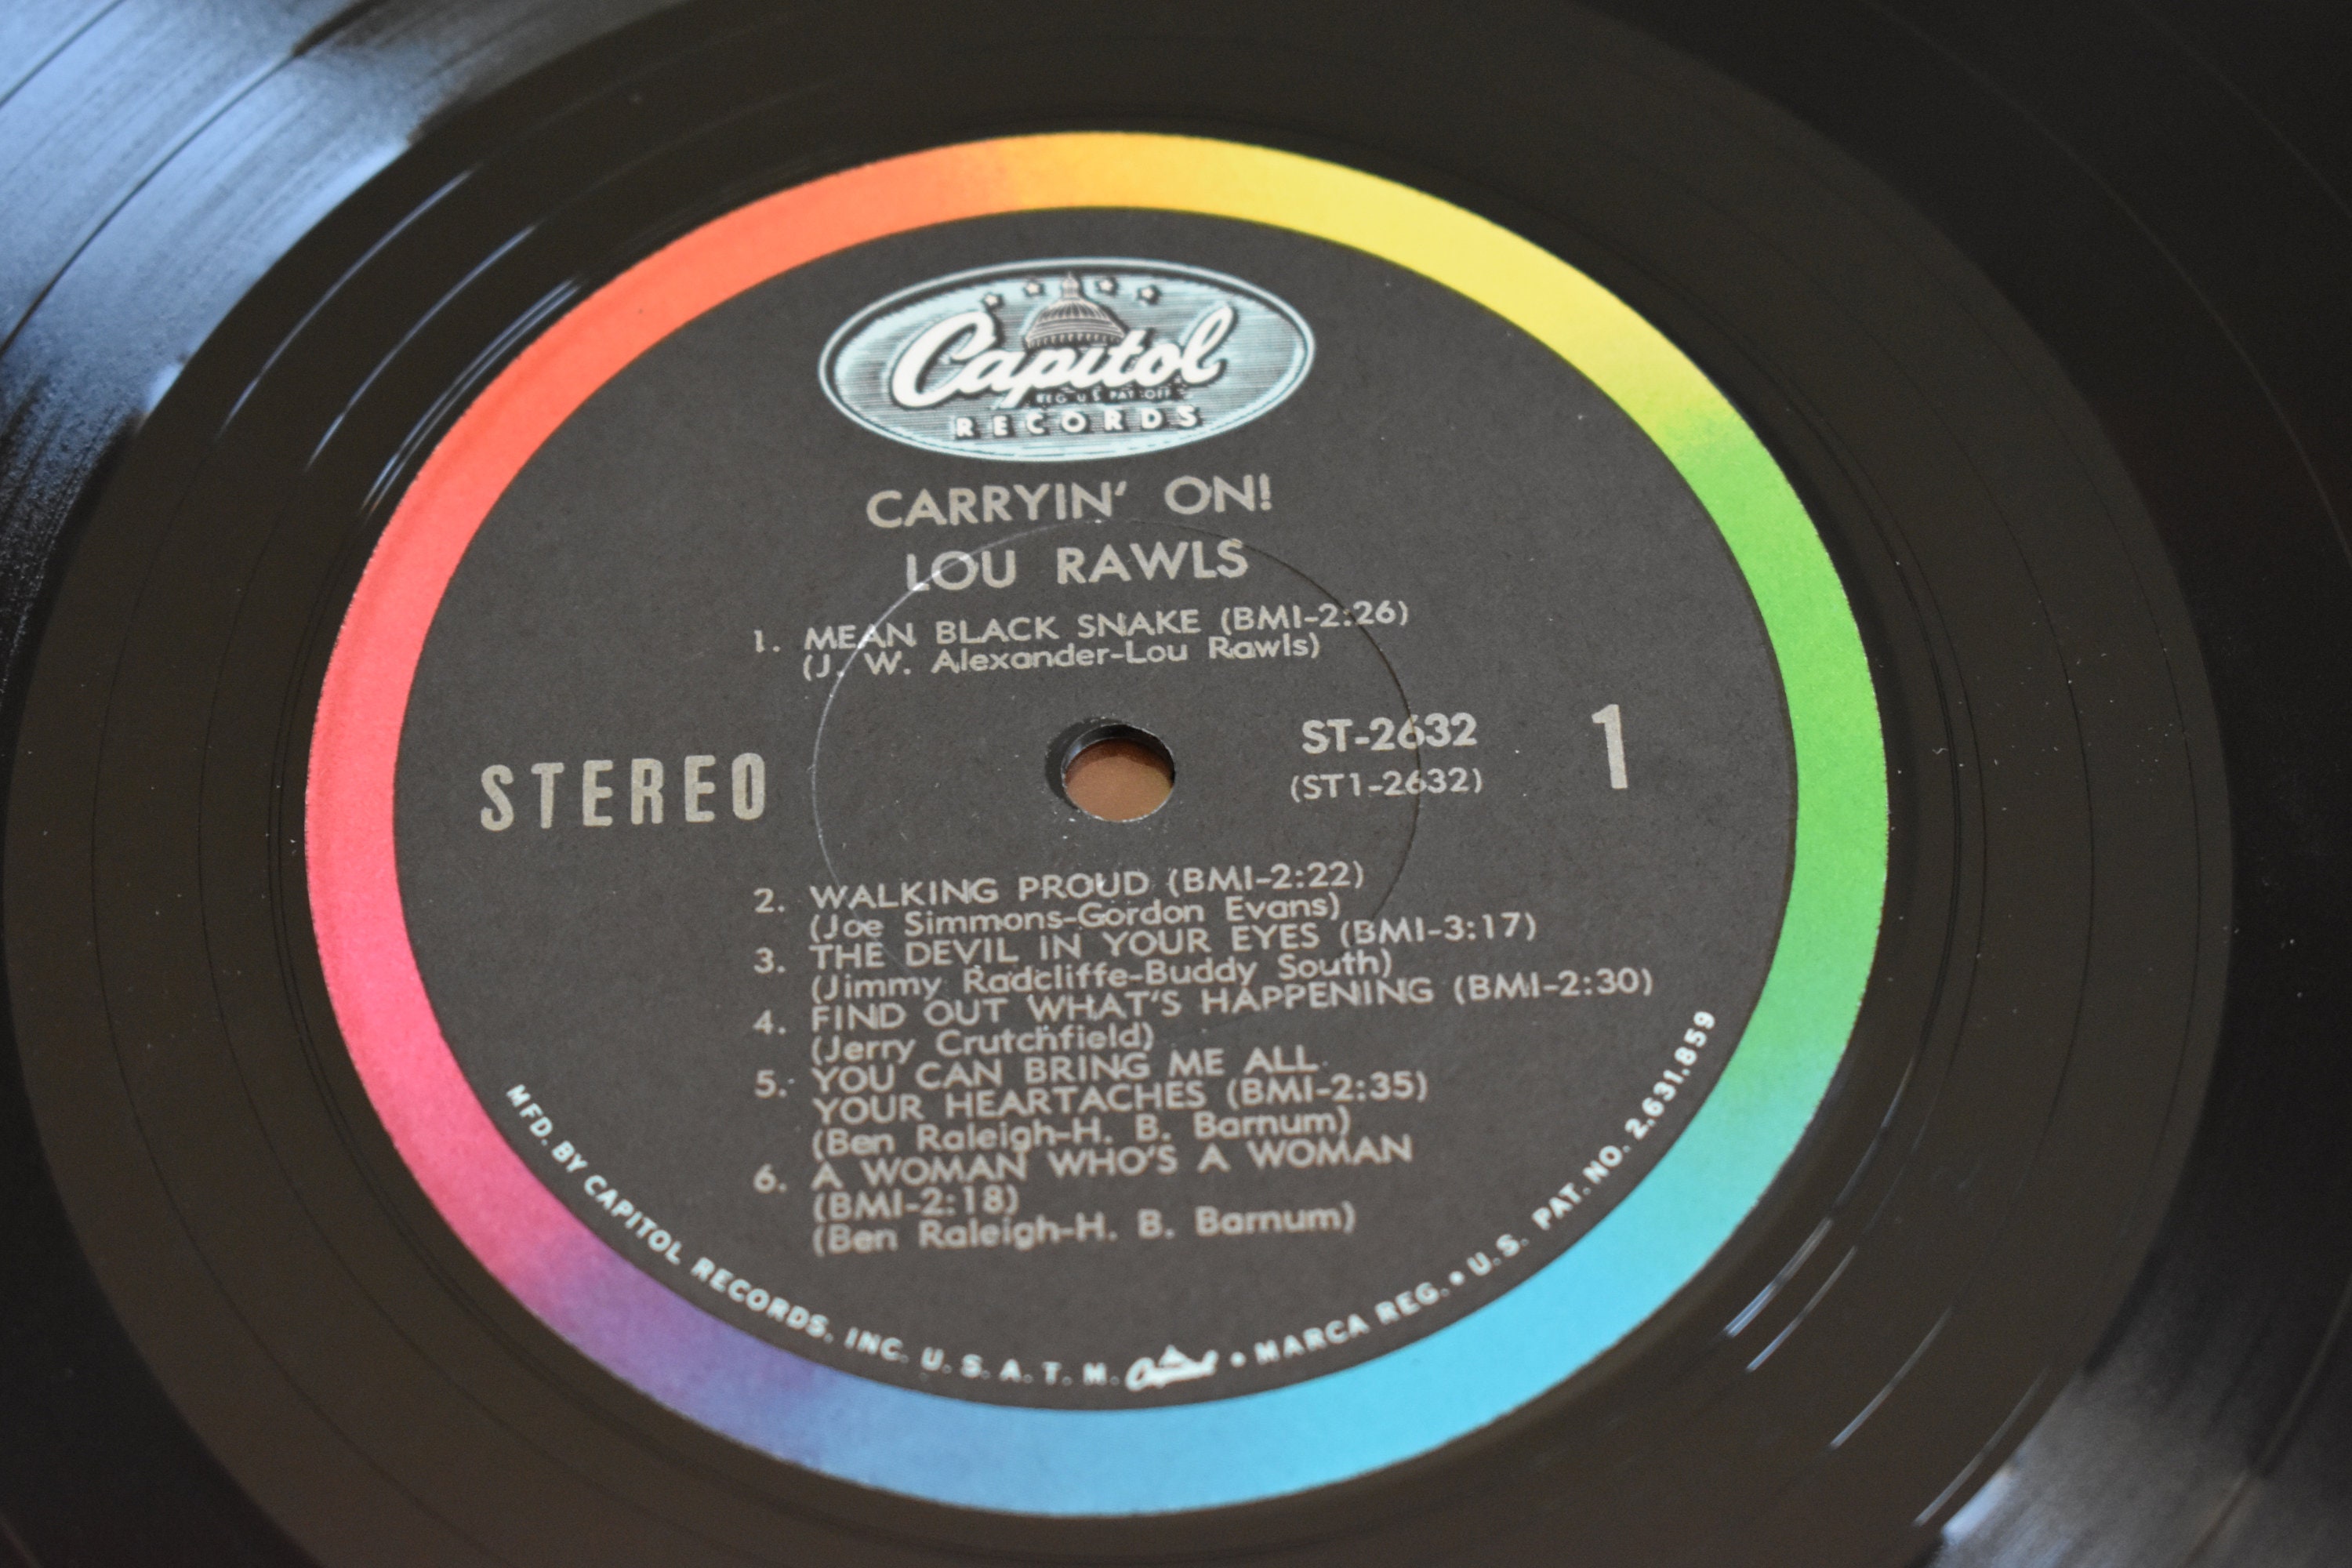 Capitol
REG. U.S. PAT. OFF.
RECORDS
CARRYIN' ON!
LOU RAWLS
1. MEAN BLACK SNAKE (BMI-2:26)
(J. W. Alexander-Lou Rawls)
STEREO
ST-2632
(ST1-2632)
1
2. WALKING PROUD (BMI-2:22)
(Joe Simmons-Gordon Evans)
3. THE DEVIL IN YOUR EYES (BMI-3:17)
(Jimmy Radcliffe-Buddy South)
4. FIND OUT WHAT'S HAPPENING (BMI-2:30)
(Jerry Crutchfield)
5. YOU CAN BRING ME ALL
YOUR HEARTACHES (BMI-2:35)
(Ben Raleigh-H. B. Barnum)
6. A WOMAN WHO'S A WOMAN
(BMI-2:18)
(Ben Raleigh-H. B. Barnum)
MFD. BY CAPITOL RECORDS, INC. U. S. A. T. M. Capitol • MARCA REG. • U.S. PAT. NO. 2,631,859